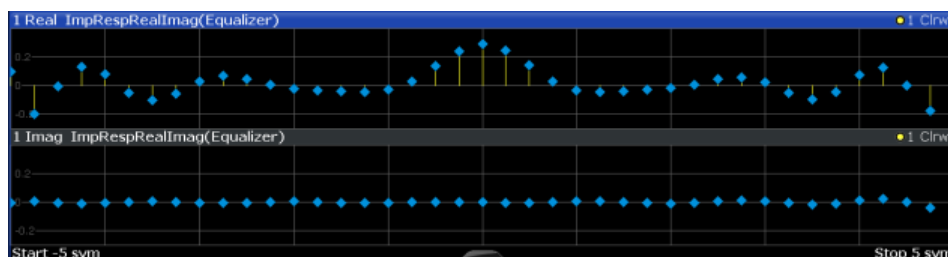 1 Real ImpRespRealImag(Equalizer) 1 Clrw
0.2
0
-0.2
1 Imag ImpRespRealImag(Equalizer) 1 Clrw
0.2
0
-0.2
Start -5 sym Stop 5 sym